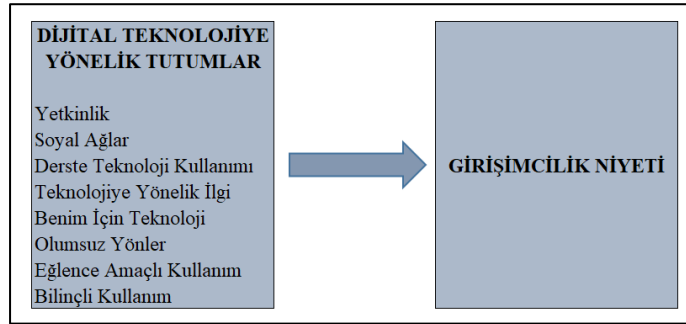 DİJİTAL TEKNOLOJİYE
YÖNELİK TUTUMLAR
Yetkinlik
Soyal Ağlar
Derste Teknoloji Kullanımı
Teknolojiye Yönelik İlgi
Benim İçin Teknoloji
Olumsuz Yönler
Eğlence Amaçlı Kullanım
Bilinçli Kullanım
GİRİŞİMCİLİK NİYETİ